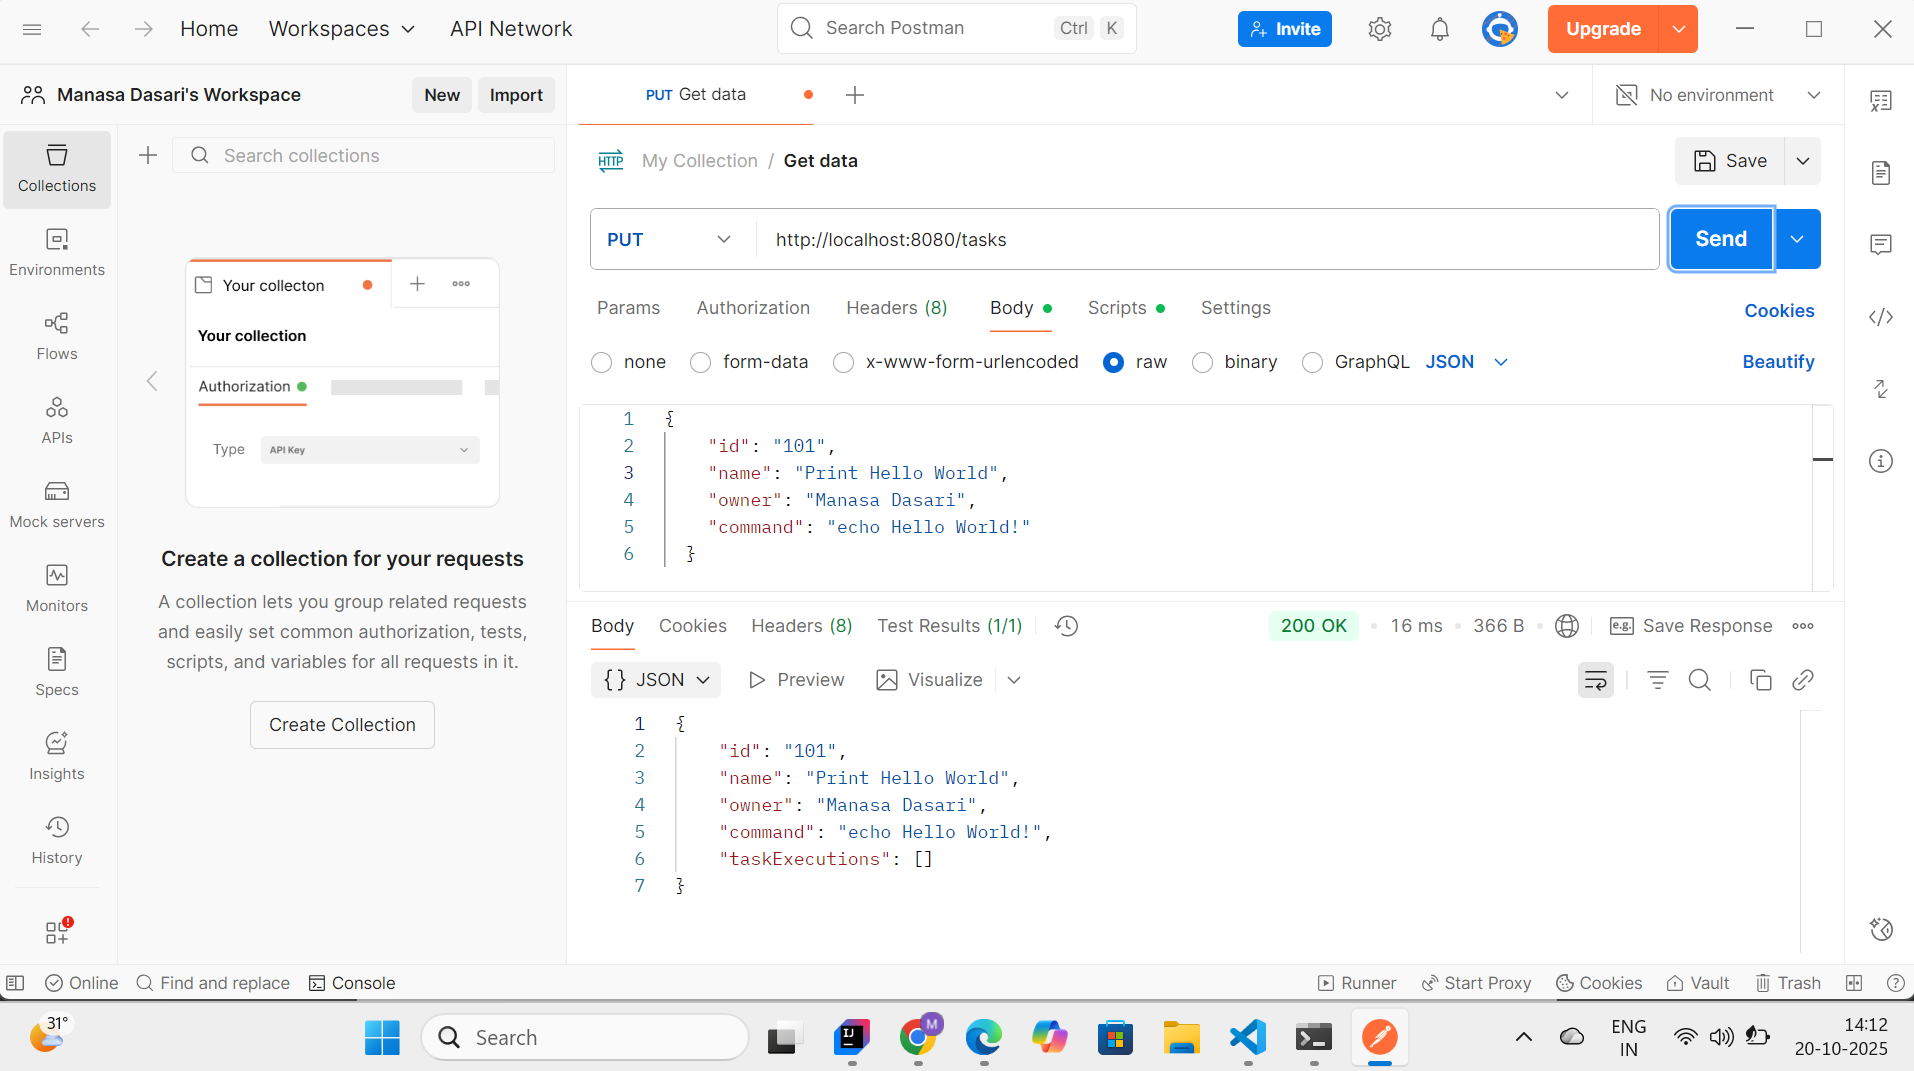 Home Workspaces API Network Search Postman Ctrl K Invite Upgrade
Manasa Dasari's Workspace New Import PUT Get data No environment
Collections
Environments
Flows
APIs
Mock servers
Monitors
Specs
Insights
History
Search collections
Your collecton
Your collection
Authorization
Type API Key
Create a collection for your requests
A collection lets you group related requests
and easily set common authorization, tests,
scripts, and variables for all requests in it.
Create Collection
HTTP My Collection / Get data Save
PUT http://localhost:8080/tasks Send
Params Authorization Headers (8) Body Scripts Settings Cookies
none form-data x-www-form-urlencoded raw binary GraphQL JSON Beautify
1 {
2 "id": "101",
3 "name": "Print Hello World",
4 "owner": "Manasa Dasari",
5 "command": "echo Hello World!"
6 }
Body Cookies Headers (8) Test Results (1/1) 200 OK 16 ms 366 B e.g. Save Response
{} JSON Preview Visualize
1 {
2 "id": "101",
3 "name": "Print Hello World",
4 "owner": "Manasa Dasari",
5 "command": "echo Hello World!",
6 "taskExecutions": []
7 }
Online Find and replace Console Runner Start Proxy Cookies Vault Trash
31° Search IJ M ENG 14:12
IN 20-10-2025